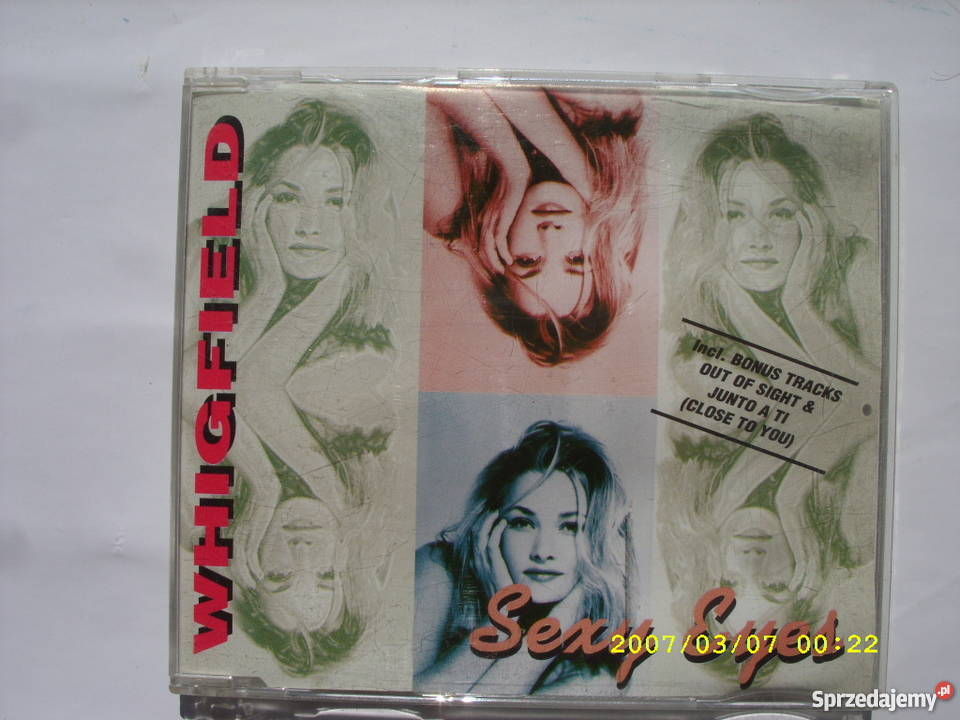 WHIGFIELD
incl. BONUS TRACKS
OUT OF SIGHT &
JUNTO A TI
(CLOSE TO YOU)
Sexy Eyes
2007/03/07 00:22
Sprzedajemy.pl